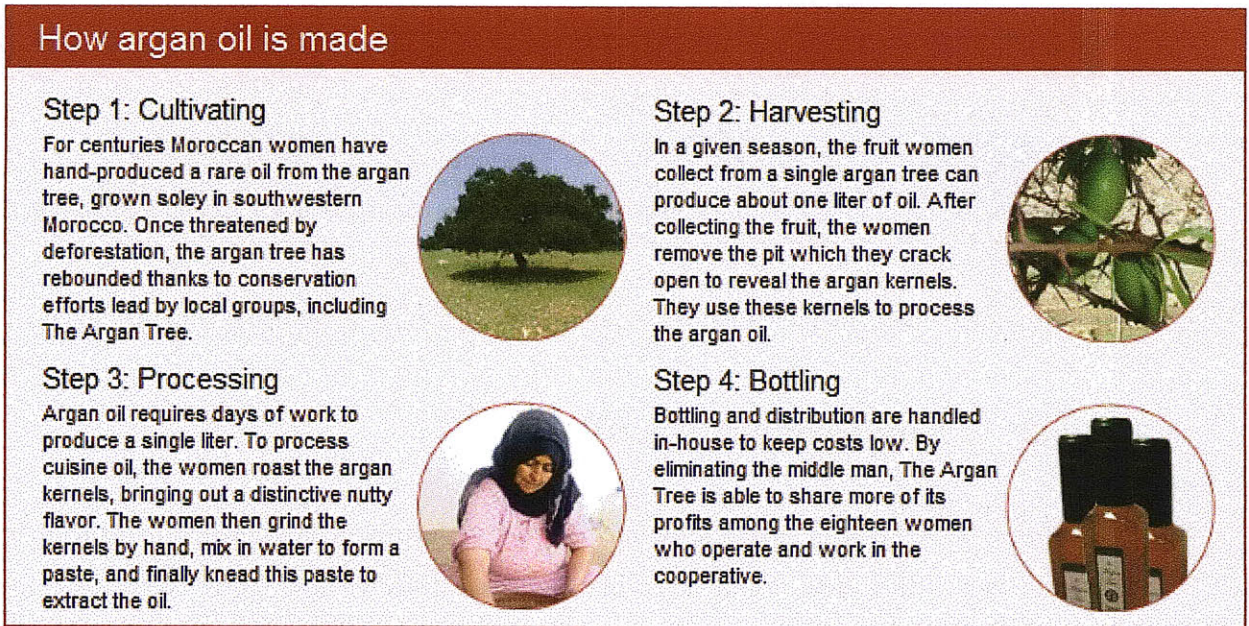 How argan oil is made
Step 1: Cultivating
For centuries Moroccan women have
hand-produced a rare oil from the argan
tree, grown soley in southwestern
Morocco. Once threatened by
deforestation, the argan tree has
rebounded thanks to conservation
efforts lead by local groups, including
The Argan Tree.
Step 2: Harvesting
In a given season, the fruit women
collect from a single argan tree can
produce about one liter of oil. After
collecting the fruit, the women
remove the pit which they crack
open to reveal the argan kernels.
They use these kernels to process
the argan oil.
Step 3: Processing
Argan oil requires days of work to
produce a single liter. To process
cuisine oil, the women roast the argan
kernels, bringing out a distinctive nutty
flavor. The women then grind the
kernels by hand, mix in water to form a
paste, and finally knead this paste to
extract the oil.
Step 4: Bottling
Bottling and distribution are handled
in-house to keep costs low. By
eliminating the middle man, The Argan
Tree is able to share more of its
profits among the eighteen women
who operate and work in the
cooperative.